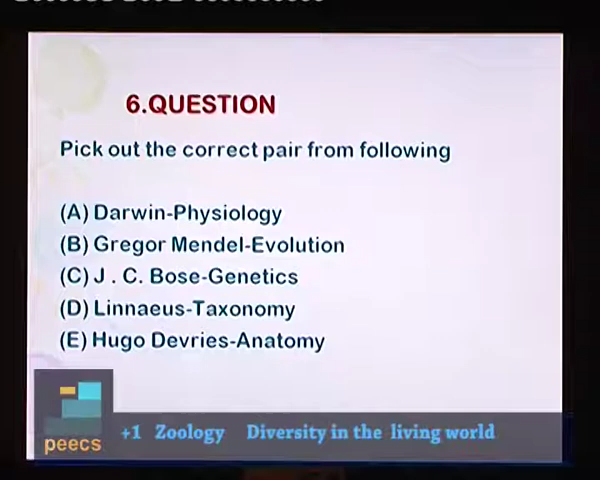 6.QUESTION
Pick out the correct pair from following
(A) Darwin-Physiology
(B) Gregor Mendel-Evolution
(C) J . C. Bose-Genetics
(D) Linnaeus-Taxonomy
(E) Hugo Devries-Anatomy
peecs
+1 Zoology Diversity in the living world